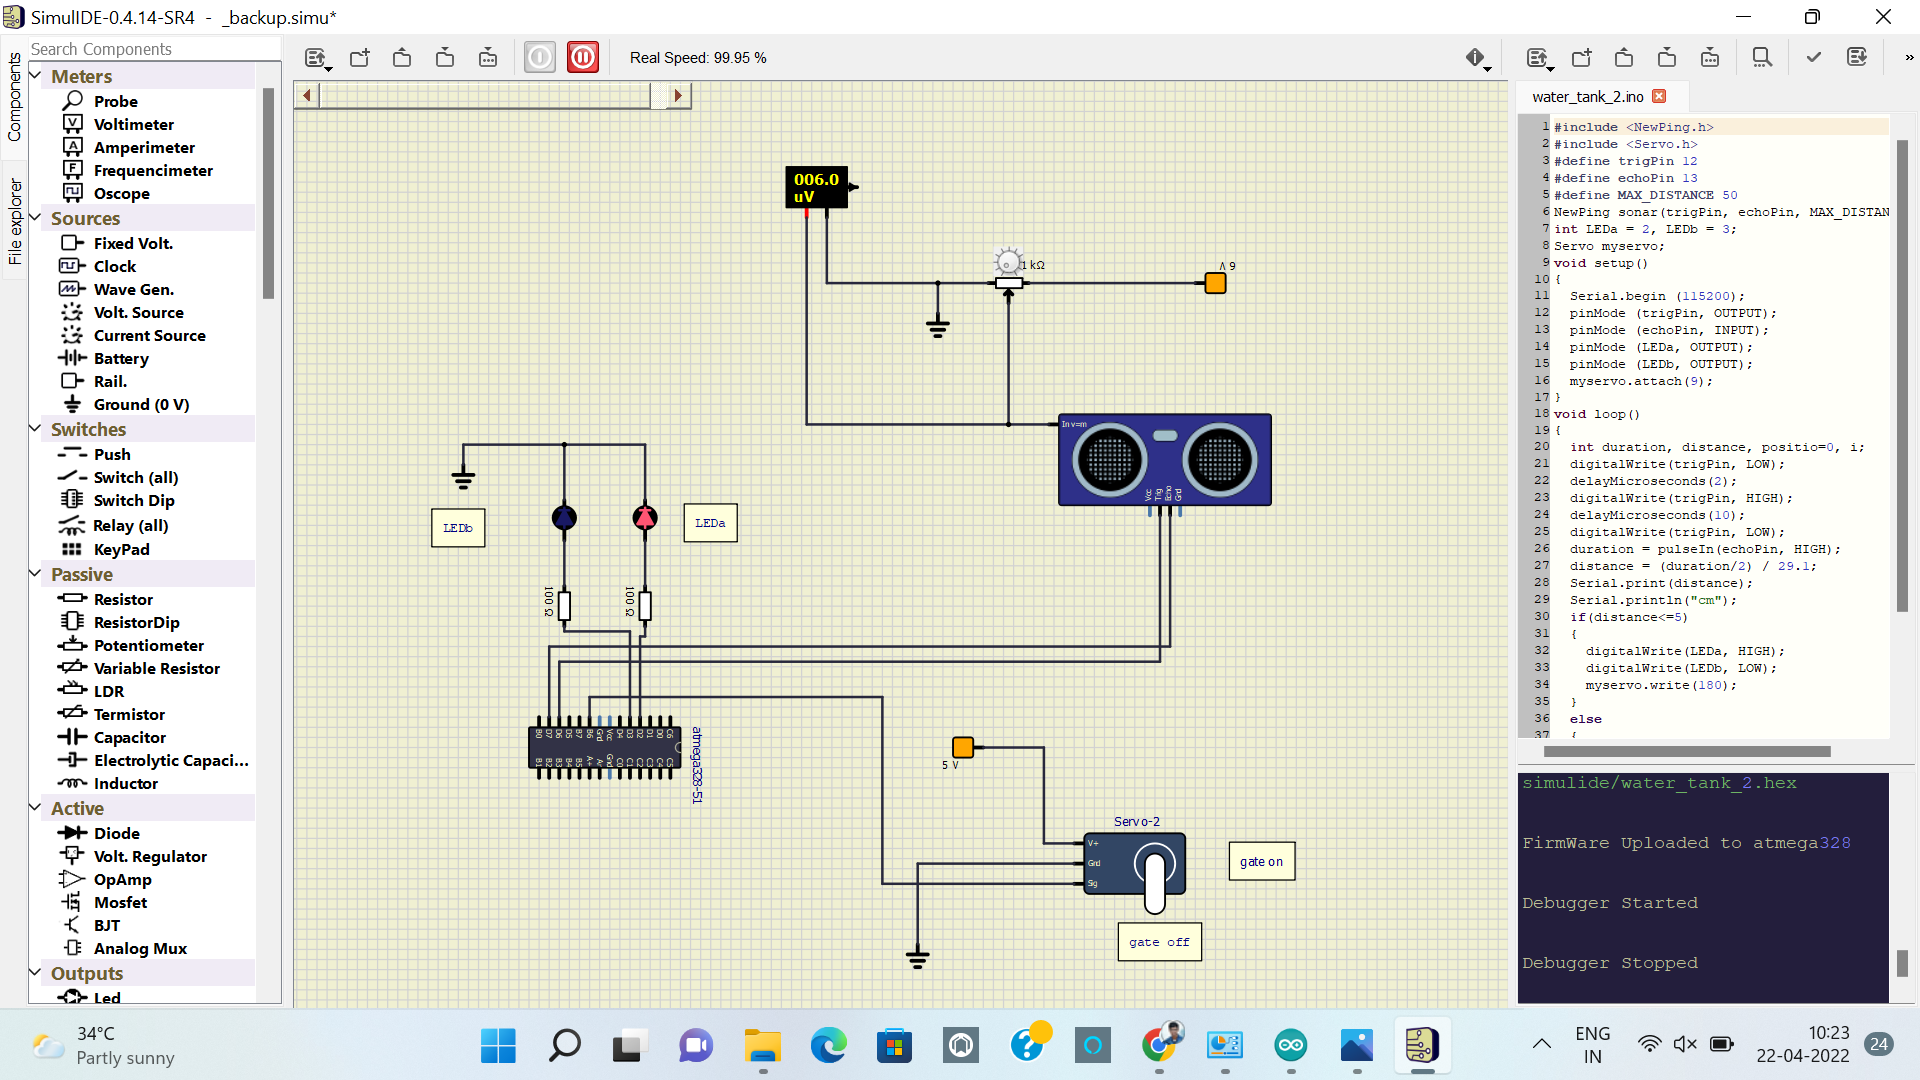 SimulIDE-0.4.14-SR4 - _backup.simu*
Components
File explorer
Search Components
Meters
Probe
Voltimeter
Amperimeter
Frequencimeter
Oscope
Sources
Fixed Volt.
Clock
Wave Gen.
Volt. Source
Current Source
Battery
Rail.
Ground (0 V)
Switches
Push
Switch (all)
Switch Dip
Relay (all)
KeyPad
Passive
Resistor
ResistorDip
Potentiometer
Variable Resistor
LDR
Termistor
Capacitor
Electrolytic Capaci...
Inductor
Active
Diode
Volt. Regulator
OpAmp
Mosfet
BJT
Analog Mux
Outputs
Led
Real Speed: 99.95 %
006.0
uV
1 kΩ
In v=m
Vcc
Trig
Echo
Gnd
LEDb
LEDa
100 Ω
100 Ω
atmega328-51
5 V
Servo-2
V+
Gnd
Sig
gate on
gate off
»
water_tank_2.ino
1 #include <NewPing.h>
2 #include <Servo.h>
3 #define trigPin 12
4 #define echoPin 13
5 #define MAX_DISTANCE 50
6 NewPing sonar(trigPin, echoPin, MAX_DISTAN
7 int LEDa = 2, LEDb = 3;
8 Servo myservo;
9 void setup()
10 {
11 Serial.begin (115200);
12 pinMode (trigPin, OUTPUT);
13 pinMode (echoPin, INPUT);
14 pinMode (LEDa, OUTPUT);
15 pinMode (LEDb, OUTPUT);
16 myservo.attach(9);
17 }
18 void loop()
19 {
20 int duration, distance, positio=0, i;
21 digitalWrite(trigPin, LOW);
22 delayMicroseconds(2);
23 digitalWrite(trigPin, HIGH);
24 delayMicroseconds(10);
25 digitalWrite(trigPin, LOW);
26 duration = pulseIn(echoPin, HIGH);
27 distance = (duration/2) / 29.1;
28 Serial.print(distance);
29 Serial.println("cm");
30 if(distance<=5)
31 {
32 digitalWrite(LEDa, HIGH);
33 digitalWrite(LEDb, LOW);
34 myservo.write(180);
35 }
36 else
37 {
simulide/water_tank_2.hex
FirmWare Uploaded to atmega328
Debugger Started
Debugger Stopped
34°C
Partly sunny
ENG
IN
10:23
22-04-2022
24